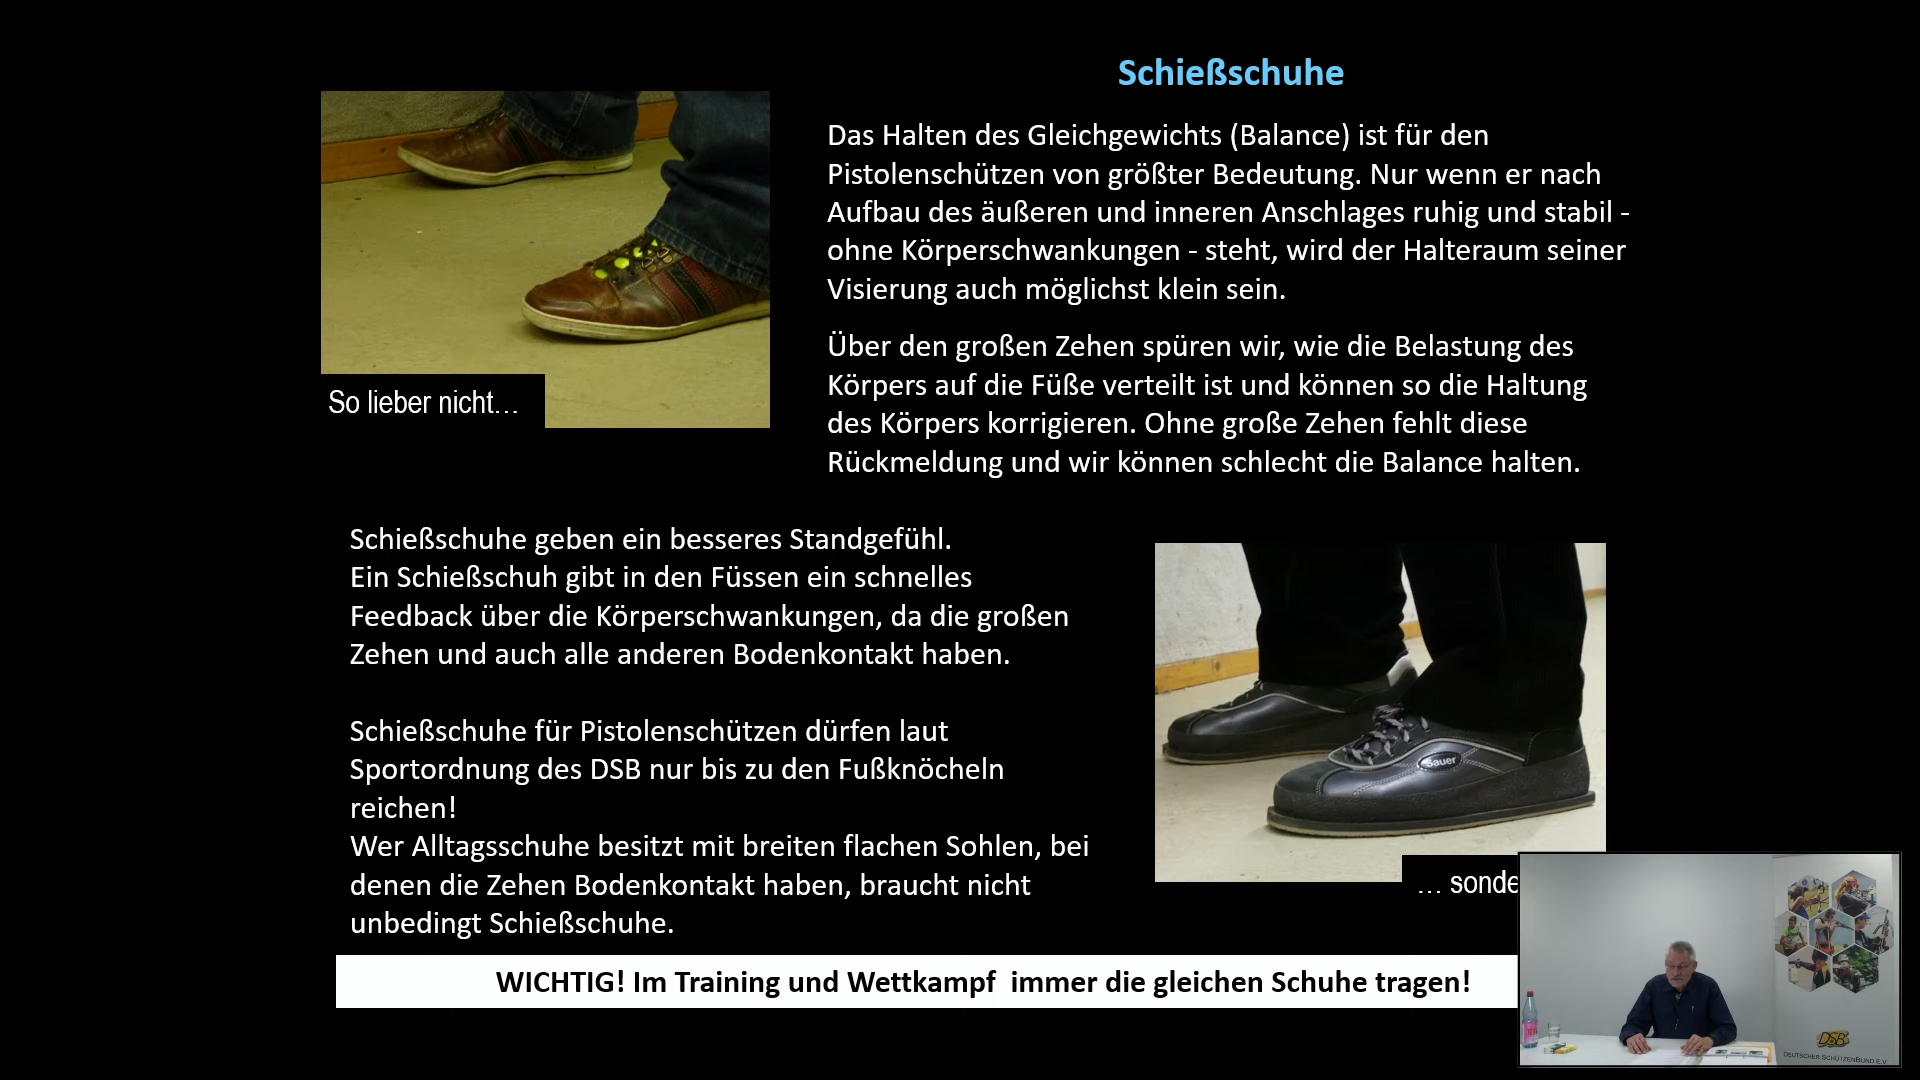 Schießschuhe
Das Halten des Gleichgewichts (Balance) ist für den
Pistolenschützen von größter Bedeutung. Nur wenn er nach
Aufbau des äußeren und inneren Anschlages ruhig und stabil -
ohne Körperschwankungen - steht, wird der Halteraum seiner
Visierung auch möglichst klein sein.
Über den großen Zehen spüren wir, wie die Belastung des
Körpers auf die Füße verteilt ist und können so die Haltung
des Körpers korrigieren. Ohne große Zehen fehlt diese
Rückmeldung und wir können schlecht die Balance halten.
So lieber nicht...
Schießschuhe geben ein besseres Standgefühl.
Ein Schießschuh gibt in den Füssen ein schnelles
Feedback über die Körperschwankungen, da die großen
Zehen und auch alle anderen Bodenkontakt haben.
Schießschuhe für Pistolenschützen dürfen laut
Sportordnung des DSB nur bis zu den Fußknöcheln
reichen!
Wer Alltagsschuhe besitzt mit breiten flachen Sohlen, bei
denen die Zehen Bodenkontakt haben, braucht nicht
unbedingt Schießschuhe.
Sauer
... sonde
WICHTIG! Im Training und Wettkampf  immer die gleichen Schuhe tragen!
DSB
DEUTSCHER SCHÜTZENBUND E.V.